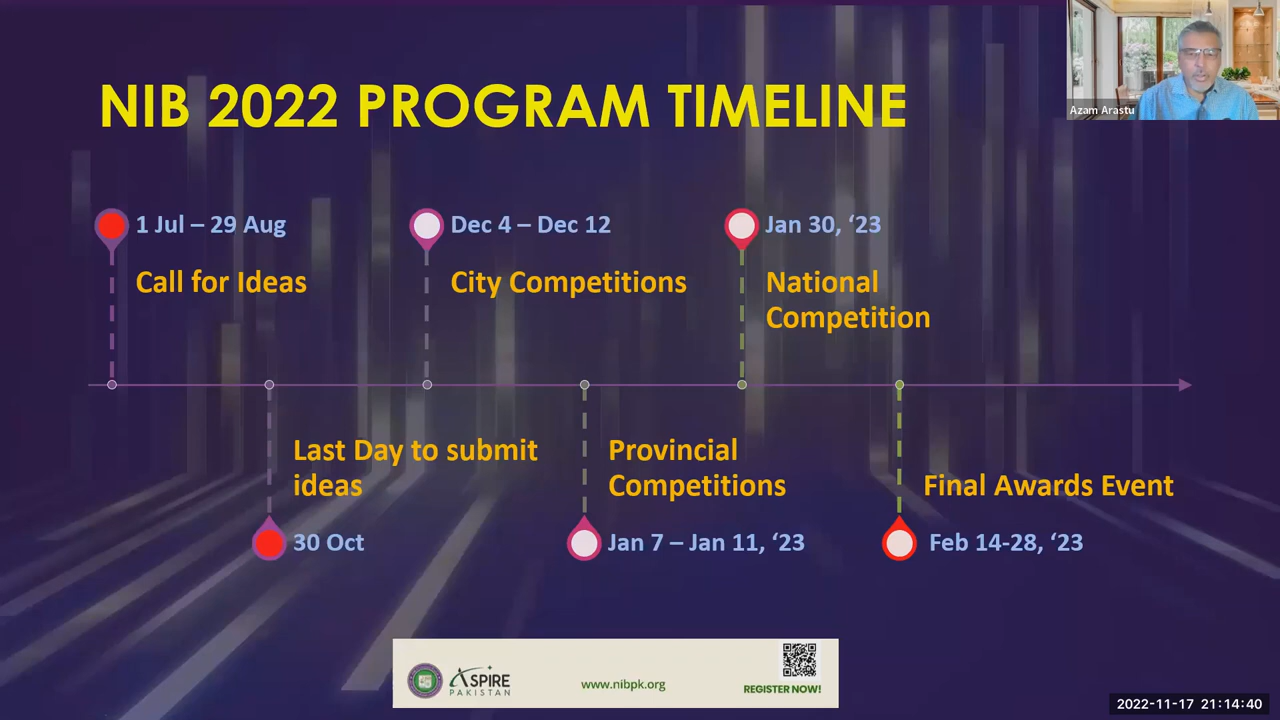 NIB 2022 PROGRAM TIMELINE
Azam Arastu
1 Jul – 29 Aug
Call for Ideas
Dec 4 – Dec 12
City Competitions
Jan 30, ‘23
National
Competition
Last Day to submit
ideas
30 Oct
Provincial
Competitions
Jan 7 – Jan 11, ‘23
Final Awards Event
Feb 14-28, ‘23
ASPIRE
PAKISTAN
www.nibpk.org
REGISTER NOW!
2022-11-17 21:14:40